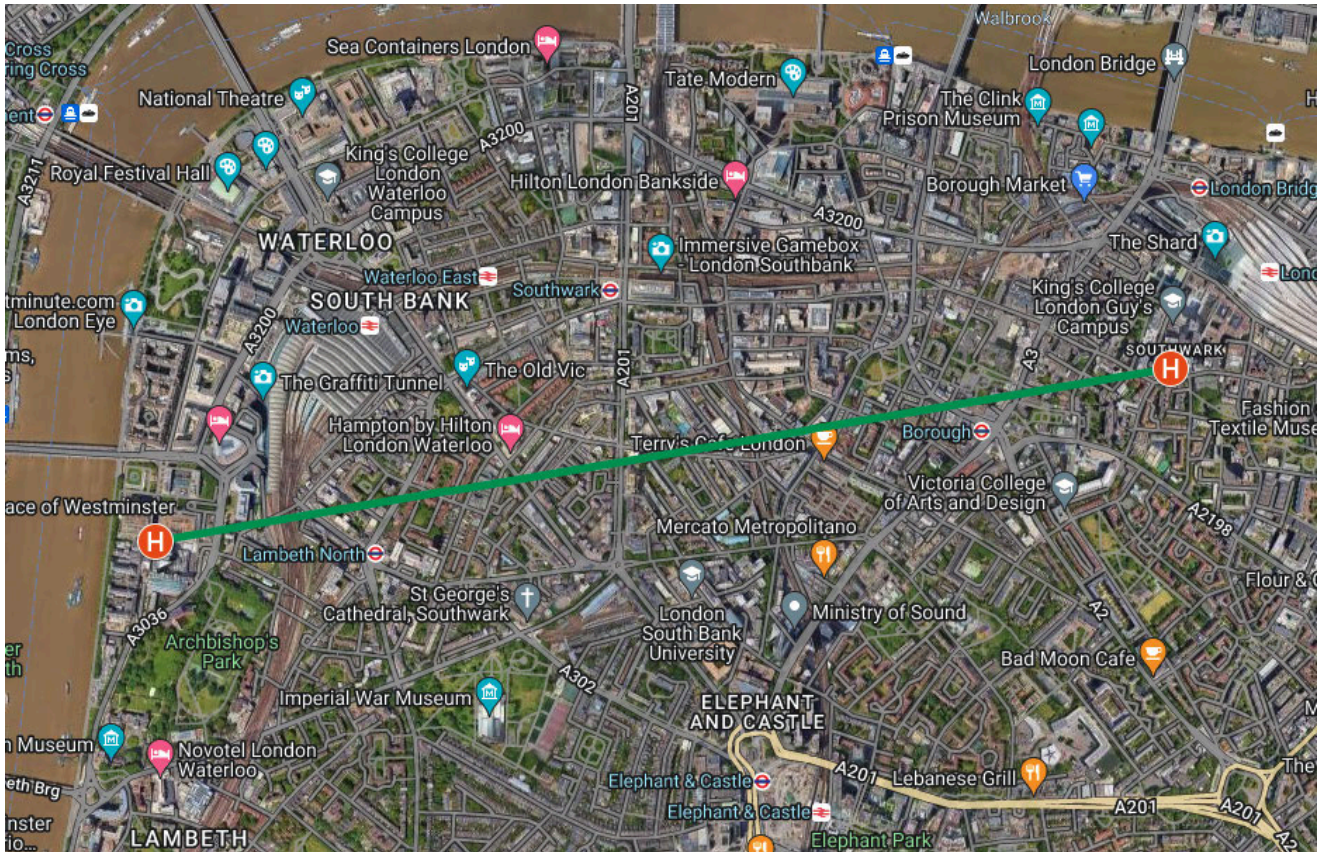 Walbrook
Cross
ring Cross
Sea Containers London
London Bridge
Tate Modern
National Theatre
A201
The Clink
Prison Museum
ent
A3200
King's College
London
Waterloo
Campus
Royal Festival Hall
A3211
Hilton London Bankside
Borough Market
London Bridg
A3200
WATERLOO
Immersive Gamebox
- London Southbank
The Shard
Waterloo East
Southwark
Lond
SOUTH BANK
King's College
London Guy's
Campus
tminute.com
London Eye
Waterloo
A3200
A201
A3
SOUTHWARK
ms,
s
The Old Vic
The Graffiti Tunnel
H
Hampton by Hilton
London Waterloo
Terry's Cafe London
Borough
Fashion
Textile Muse
Victoria College
of Arts and Design
ace of Westminster
A2198
H
Mercato Metropolitano
Lambeth North
St George's
Cathedral, Southwark
London
South Bank
University
Ministry of Sound
Flour & C
A2
A3036
er
th
Archbishop's
Park
Bad Moon Cafe
A302
Imperial War Museum
ELEPHANT
AND CASTLE
M
n Museum
Novotel London
Waterloo
eth Brg
Elephant & Castle
A201
Lebanese Grill
The
A201
A201
A2
Elephant & Castle
nster
rio...
LAMBETH
Elephant Park